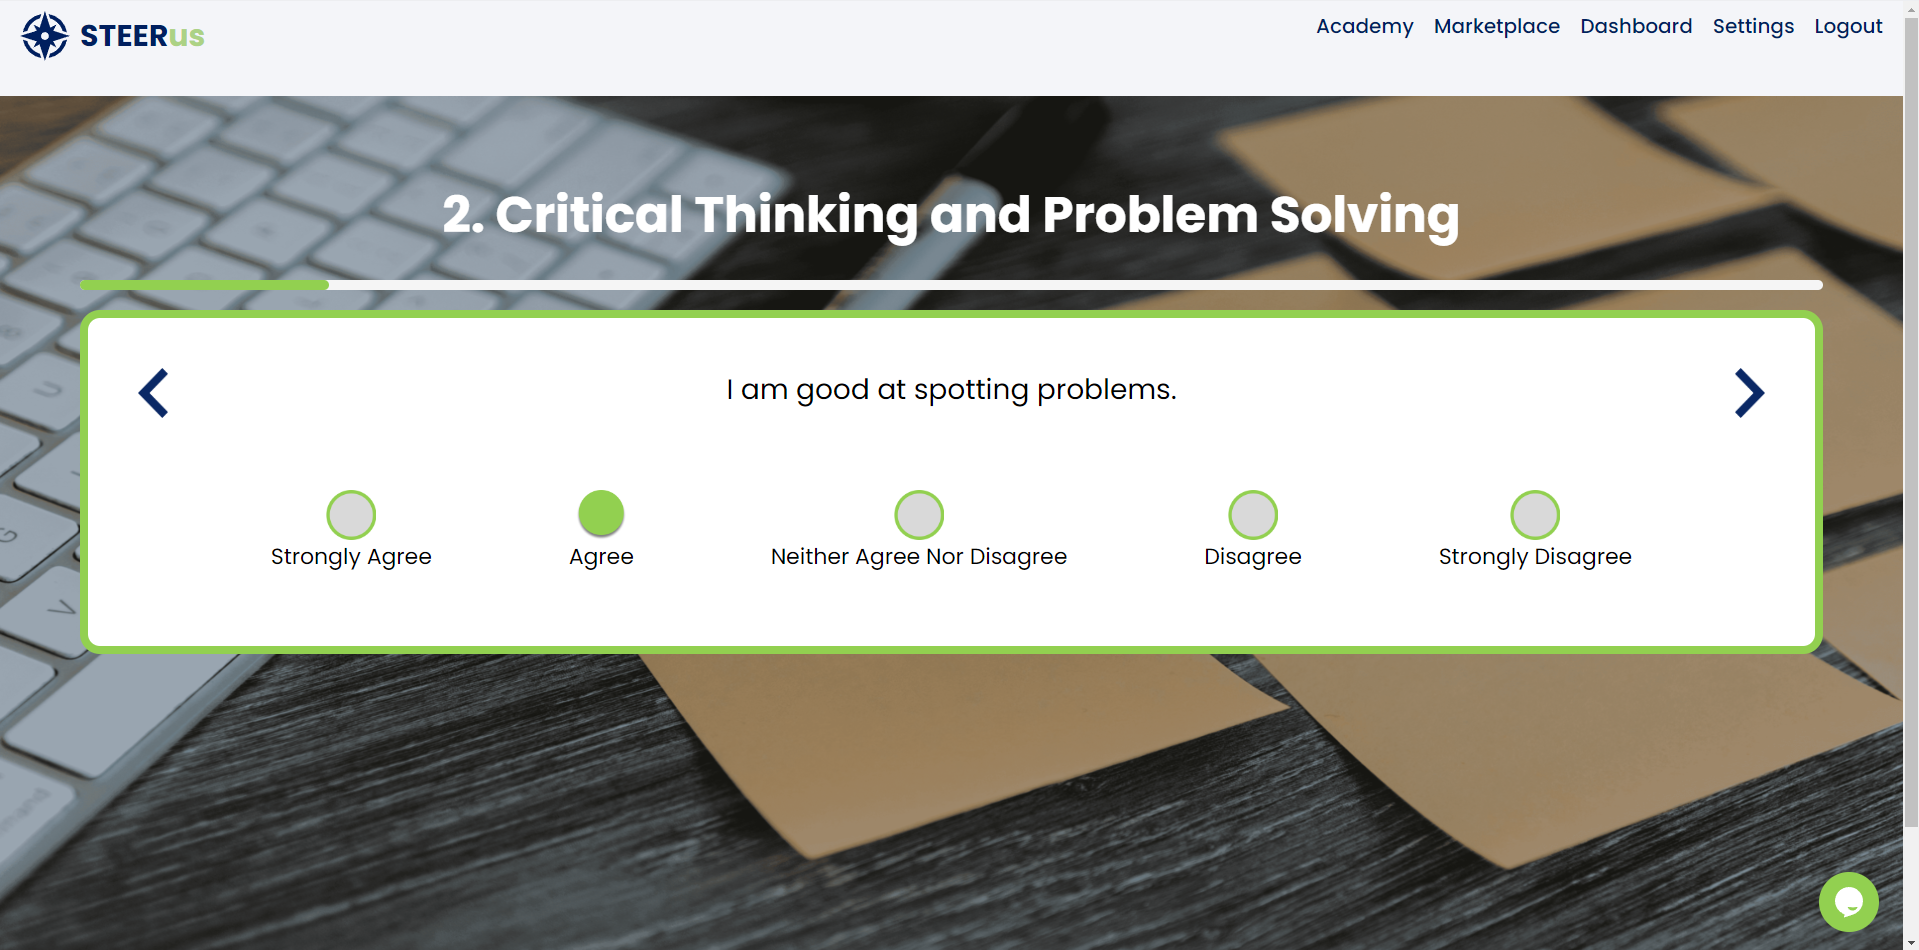 STEERus
Academy Marketplace Dashboard Settings Logout
2. Critical Thinking and Problem Solving
I am good at spotting problems.
Strongly Agree
Agree
Neither Agree Nor Disagree
Disagree
Strongly Disagree
U
G
V